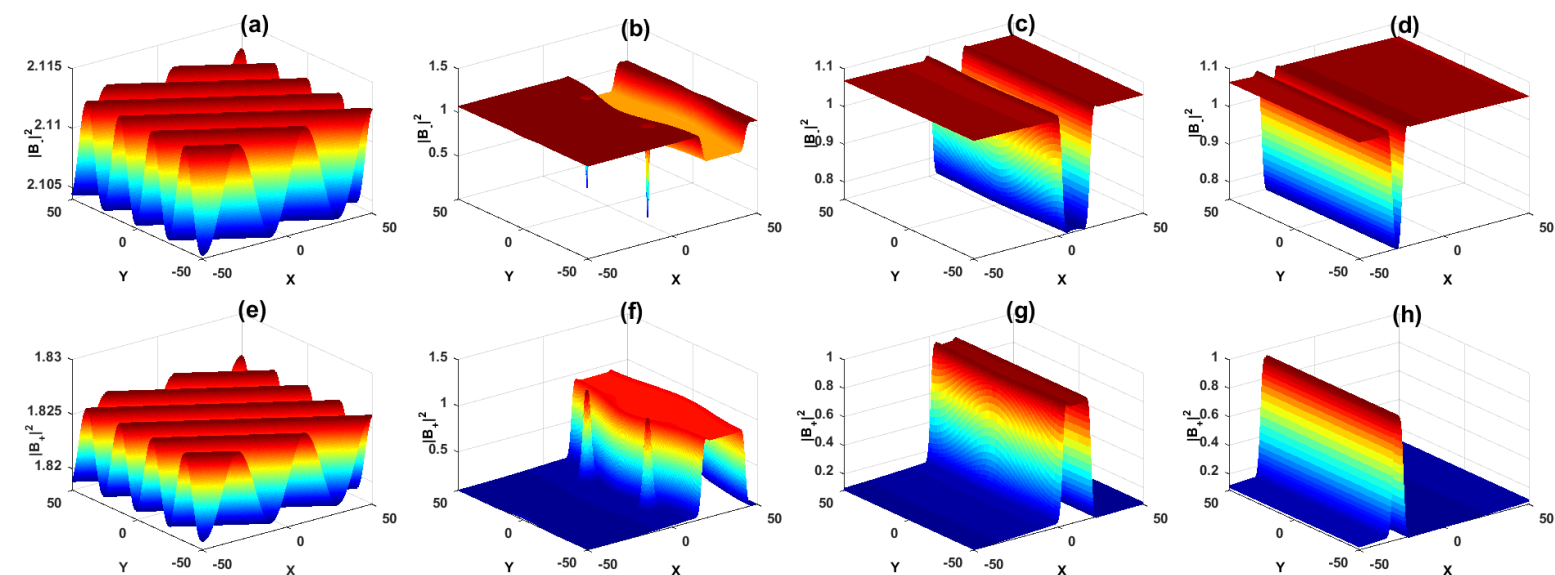 (a) (b) (c) (d)
2.115 1.5 1.1 1.1
2.11 1 1 1
|B-|2 |B-|2 |B-|2 |B-|2
0.5 0.9 0.9
2.105 0.8 0.8
50 50 50 50
0 0 0 0
-50 -50 -50 -50
Y Y Y Y
-50 0 50 -50 0 50 -50 0 50 -50 0 50
X X X X
(e) (f) (g) (h)
1.83 1.5 1 1
1.825 1 0.8 0.8
|B+|2 |B+|2 |B+|2 |B+|2
0.6 0.6
0.5 0.4 0.4
1.82 0.2 0.2
50 50 50 50
0 0 0 0
-50 -50 -50 -50
Y Y Y Y
-50 0 50 -50 0 50 -50 0 50 -50 0 50
X X X X